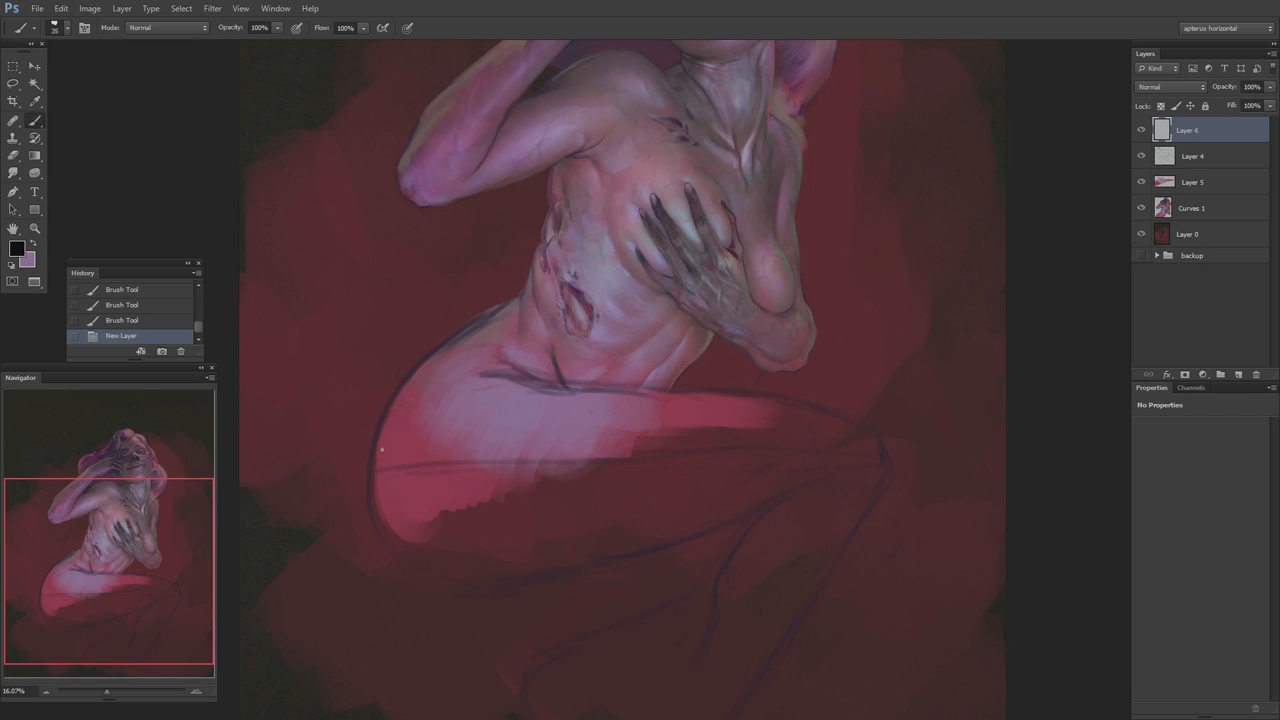 Ps File Edit Image Layer Type Select Filter View Window Help
35 Mode: Normal Opacity: 100% Flow: 100% apterus horizontal
Layers
Kind
Normal Opacity: 100%
Lock: Fill: 100%
Layer 6
Layer 4
Layer 5
Curves 1
Layer 0
backup
Properties Channels
No Properties
History
Brush Tool
Brush Tool
Brush Tool
New Layer
Navigator
16.07%